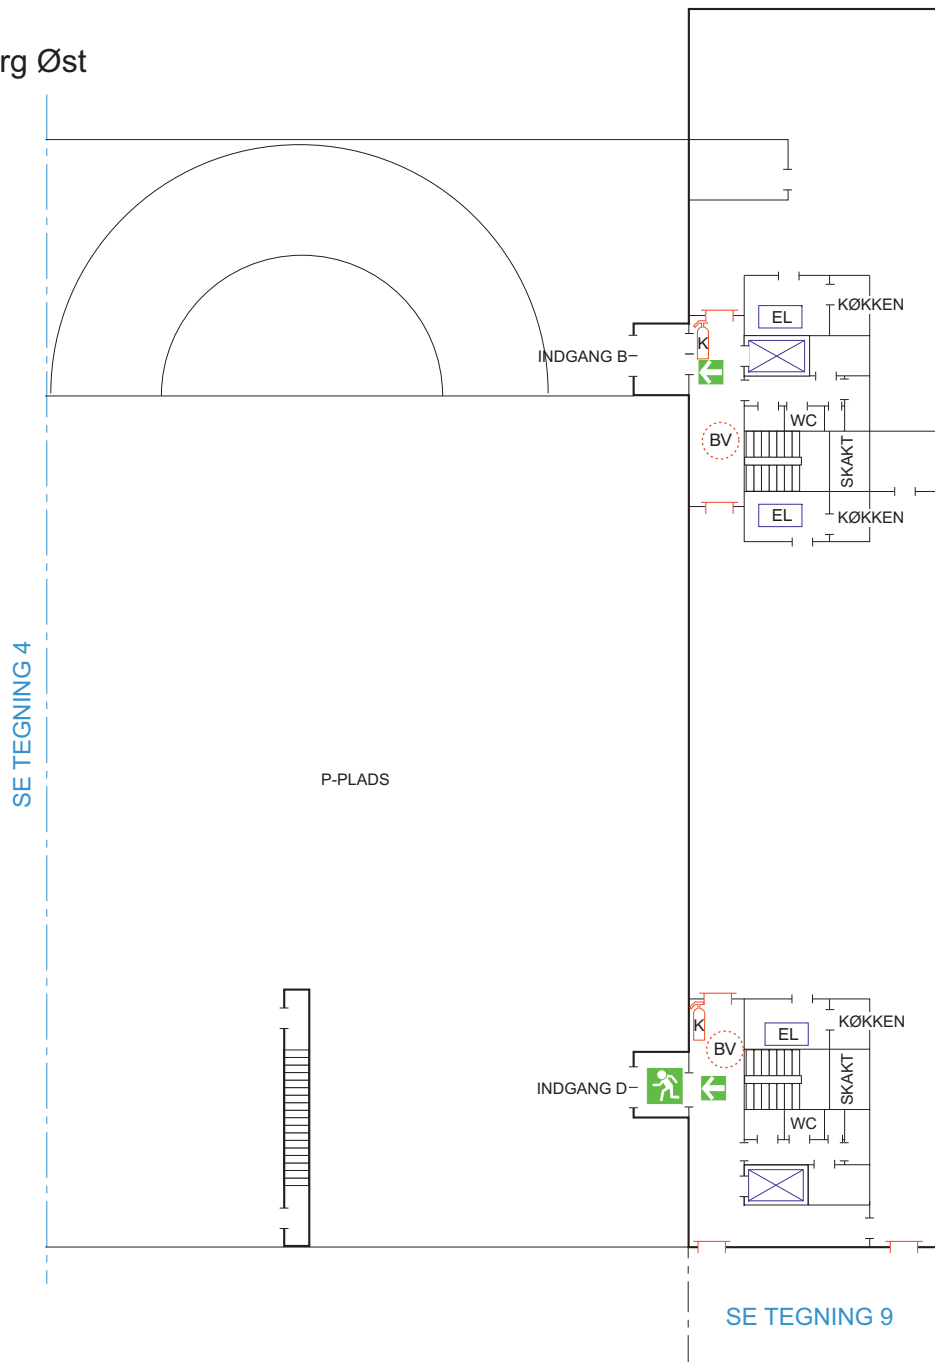 rg Øst
KØKKEN
EL
K
INDGANG B
WC
BV
SKAKT
EL
KØKKEN
SE TEGNING 4
P-PLADS
KØKKEN
K
EL
BV
SKAKT
INDGANG D
WC
SE TEGNING 9